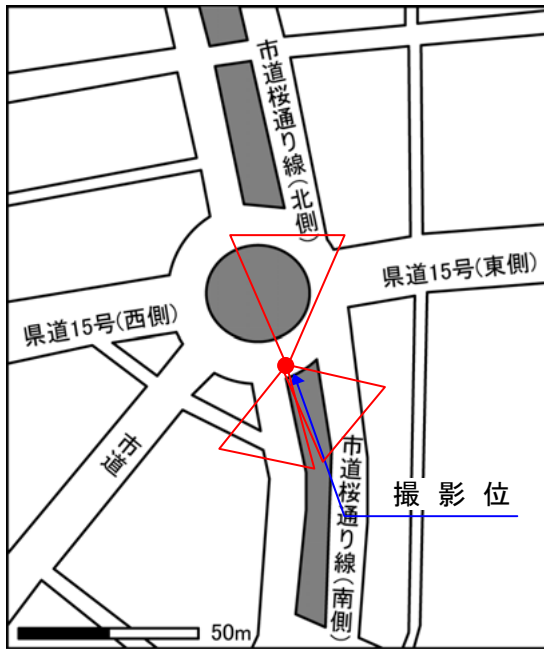 市道桜通り線(北側)
県道15号(東側)
県道15号(西側)
市道
撮影位
市道桜通り線(南側)
50m